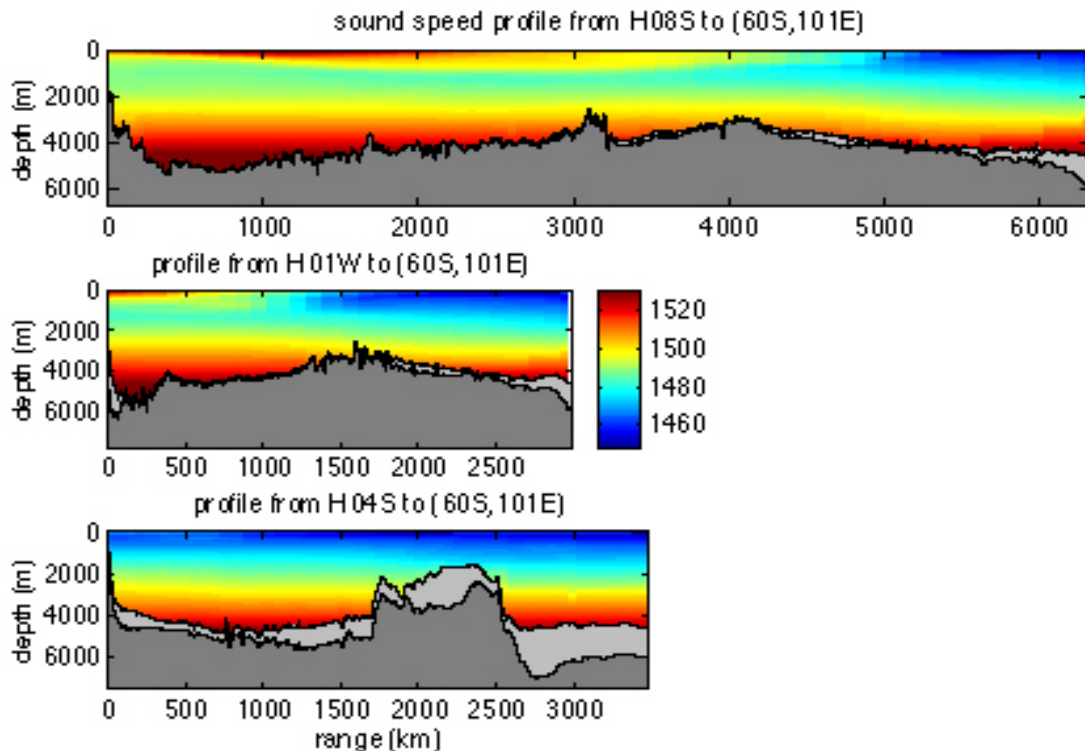 sound speed profile from H08S to (60S,101E)
0
2000
4000
6000
depth (m)
0 1000 2000 3000 4000 5000 6000
profile from H01W to (60S,101E)
0
2000
4000
6000
depth (m)
0 500 1000 1500 2000 2500
1520
1500
1480
1460
profile from H04S to (60S,101E)
0
2000
4000
6000
depth (m)
0 500 1000 1500 2000 2500 3000
range (km)